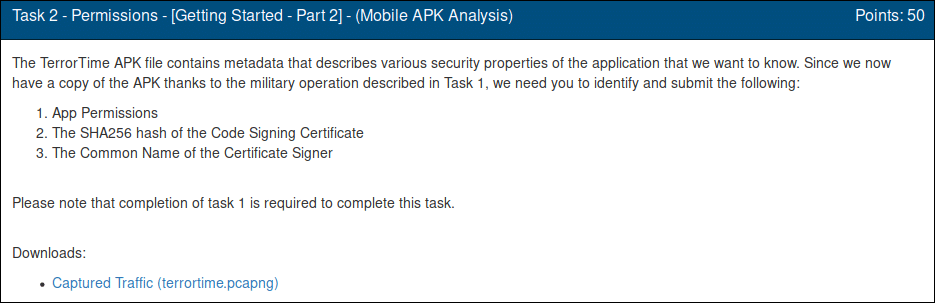 Task 2 - Permissions - [Getting Started - Part 2] - (Mobile APK Analysis) Points: 50
The TerrorTime APK file contains metadata that describes various security properties of the application that we want to know. Since we now
have a copy of the APK thanks to the military operation described in Task 1, we need you to identify and submit the following:
1. App Permissions
2. The SHA256 hash of the Code Signing Certificate
3. The Common Name of the Certificate Signer
Please note that completion of task 1 is required to complete this task.
Downloads:
• Captured Traffic (terrortime.pcapng)